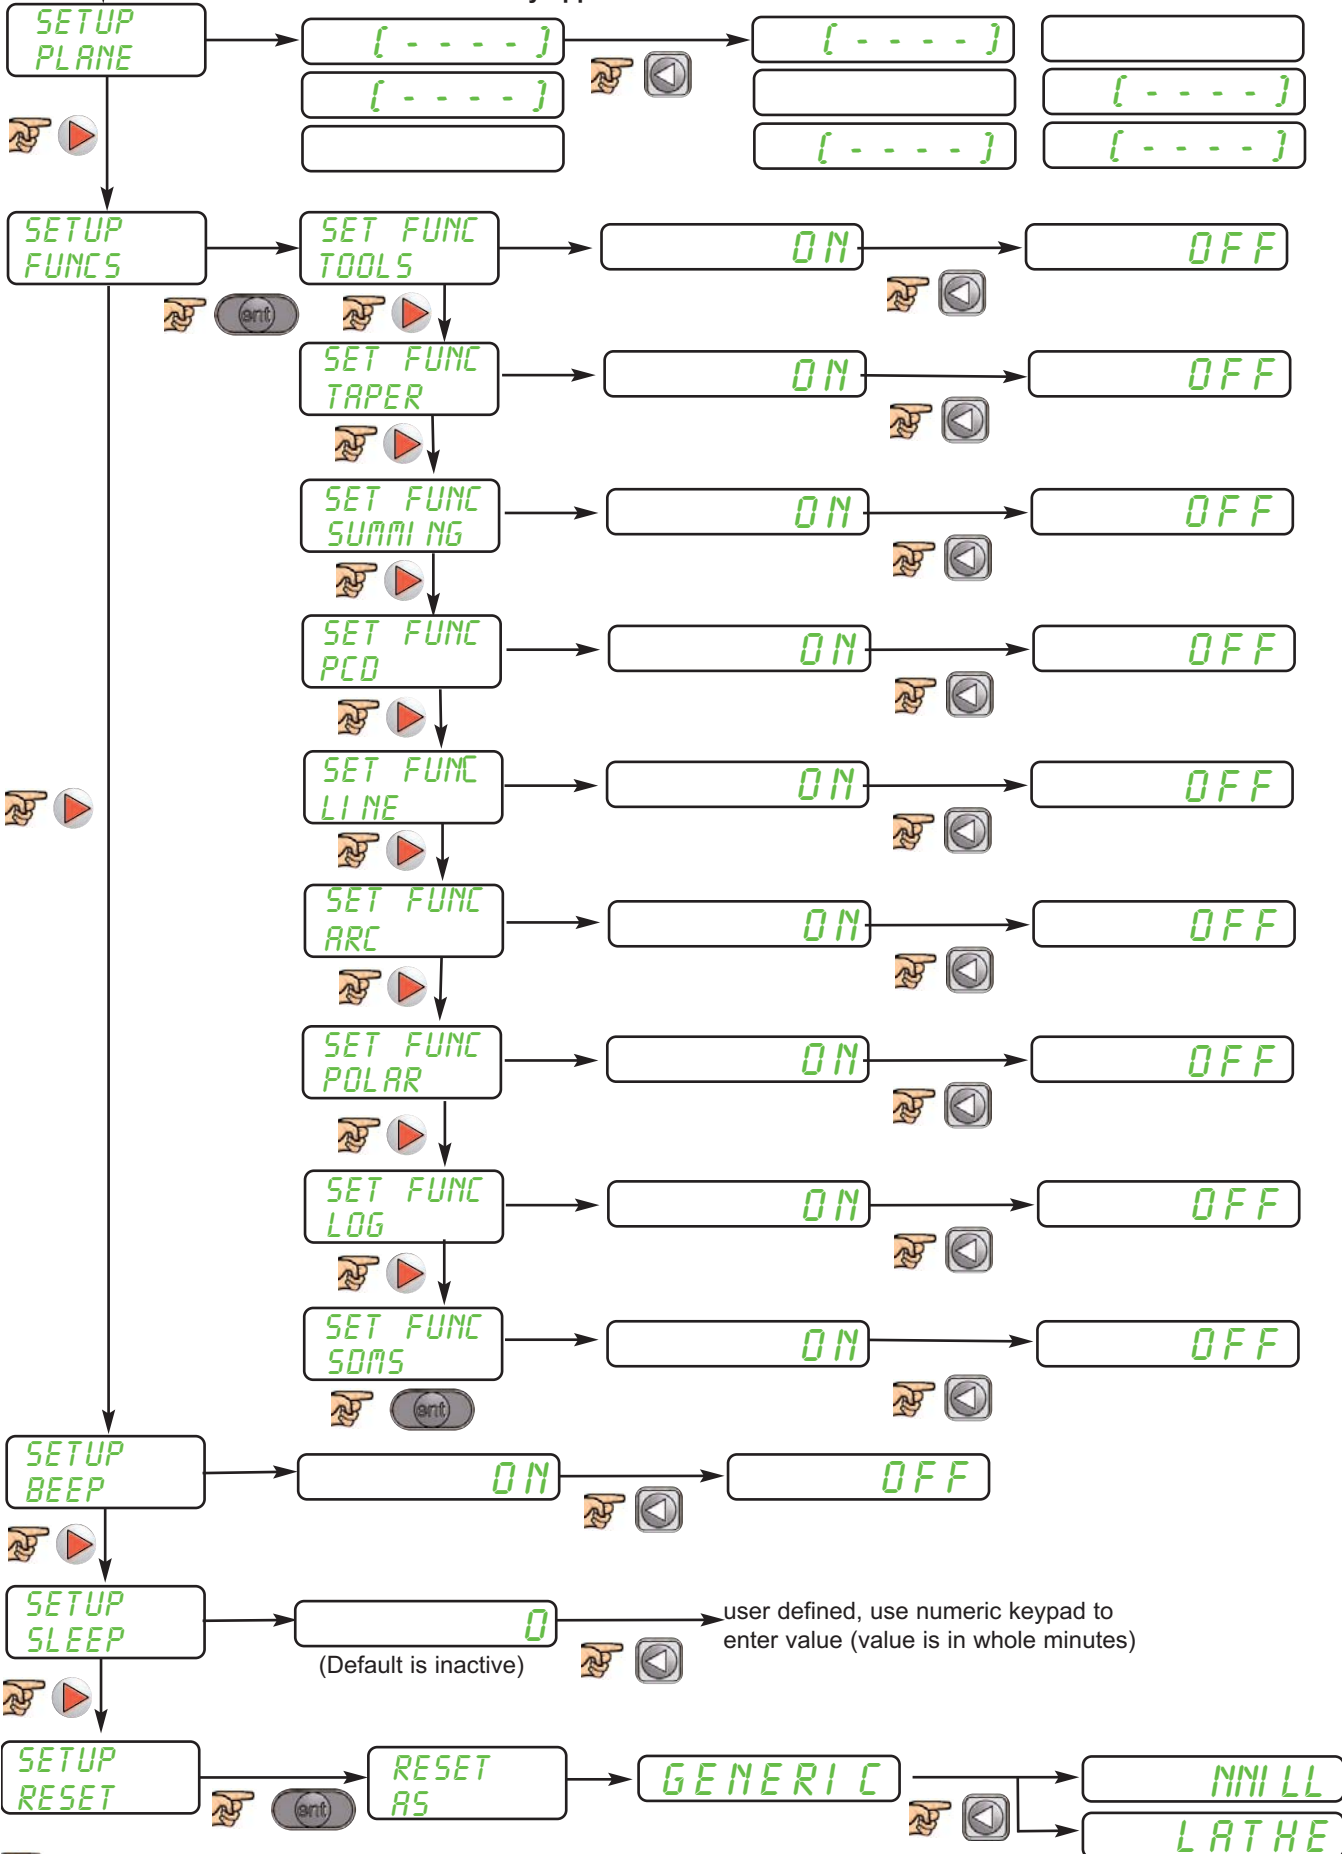 SETUP
PLANE
[ - - - - ]
[ - - - - ]
[ - - - - ]
[ - - - - ]
[ - - - - ]
[ - - - - ]
SETUP
FUNCS
ent
SET FUNC
TOOLS
ON
OFF
SET FUNC
TAPER
ON
OFF
SET FUNC
SUMMING
ON
OFF
SET FUNC
PCD
ON
OFF
SET FUNC
LINE
ON
OFF
SET FUNC
ARC
ON
OFF
SET FUNC
POLAR
ON
OFF
SET FUNC
LOG
ON
OFF
SET FUNC
SDMS
ON
OFF
ent
SETUP
BEEP
ON
OFF
SETUP
SLEEP
0
(Default is inactive)
user defined, use numeric keypad to
enter value (value is in whole minutes)
SETUP
RESET
ent
RESET
AS
GENERIC
NNILL
LATHE